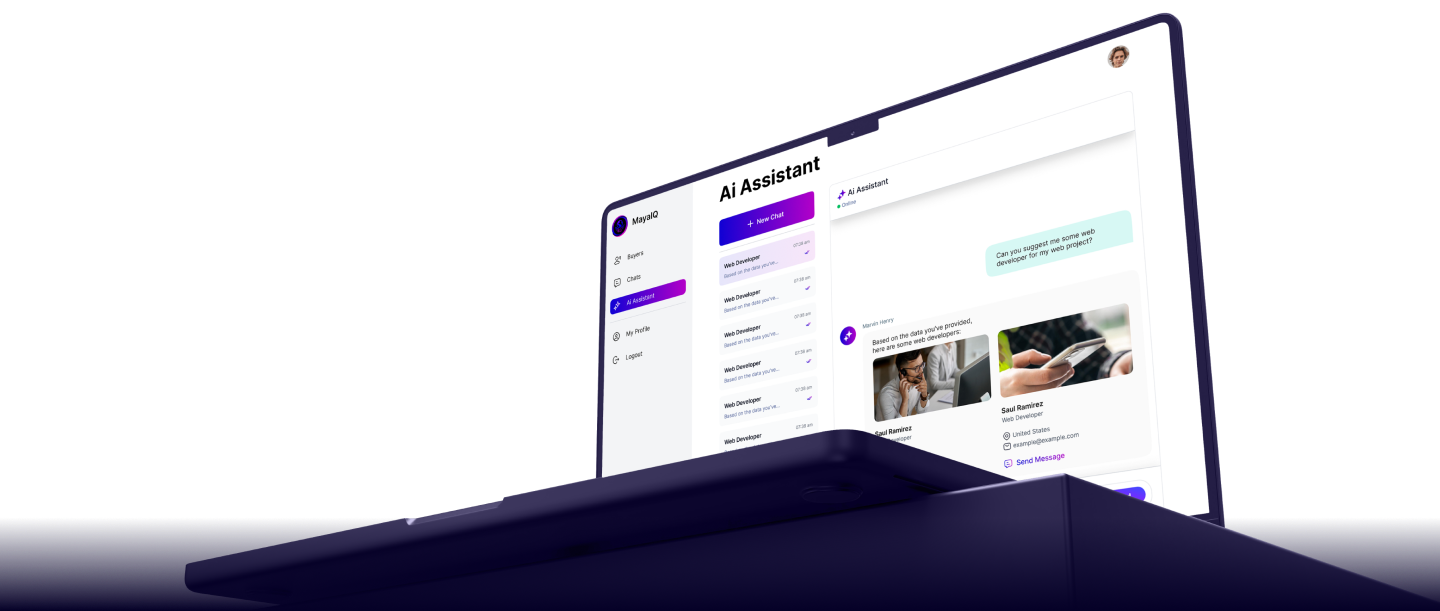 MayaIQ
Buyers
Chats
Ai Assistant
My Profile
Logout
Ai Assistant
+ New Chat
Web Developer
07:38 am
Based on the data you've...
Web Developer
07:38 am
Based on the data you've...
Web Developer
07:38 am
Based on the data you've...
Web Developer
07:38 am
Based on the data you've...
Web Developer
07:38 am
Based on the data you've...
Web Developer
07:38 am
Ai Assistant
Online
Can you suggest me some web
developer for my web project?
Marvin Henry
Based on the data you've provided,
here are some web developers:
Saul Ramirez
Developer
Saul Ramirez
Web Developer
United States
example@example.com
Send Message